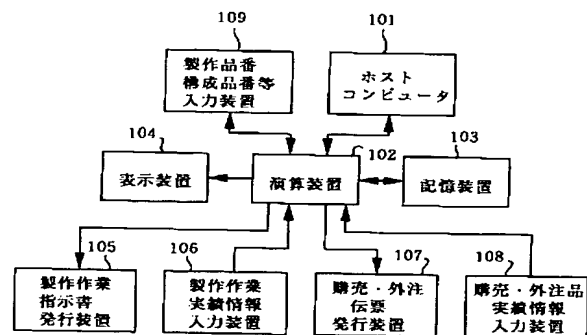 109
製作品番
構成品番等
入力装置
101
ホスト
コンピュータ
104
表示装置
102
演算装置
103
記憶装置
105
製作作業
指示書
発行装置
106
製作作業
実績情報
入力装置
107
購売・外注
伝票
発行装置
108
購売・外注品
実績情報
入力装置